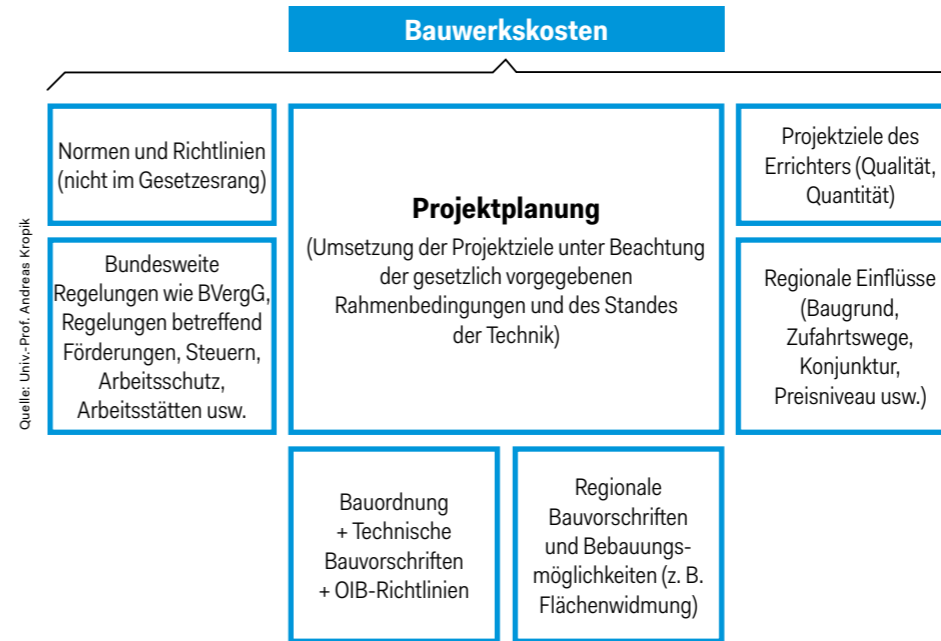 Bauwerkskosten
Normen und Richtlinien
(nicht im Gesetzesrang)
Bundesweite
Regelungen wie BVergG,
Regelungen betreffend
Förderungen, Steuern,
Arbeitsschutz,
Arbeitsstätten usw.
Projektplanung
(Umsetzung der Projektziele unter Beachtung
der gesetzlich vorgegebenen
Rahmenbedingungen und des Standes
der Technik)
Projektziele des
Errichters (Qualität,
Quantität)
Regionale Einflüsse
(Baugrund,
Zufahrtswege,
Konjunktur,
Preisniveau usw.)
Bauordnung
+ Technische
Bauvorschriften
+ OIB-Richtlinien
Regionale
Bauvorschriften
und Bebauungs-
möglichkeiten (z. B.
Flächenwidmung)
Quelle: Univ.-Prof. Andreas Kropik